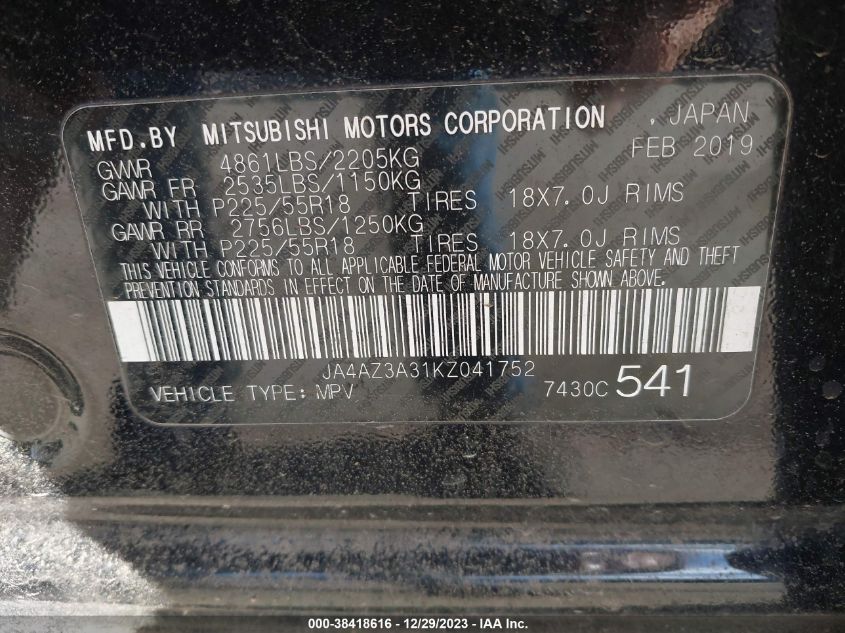 MFD.BY MITSUBISHI MOTORS CORPORATION , JAPAN
GVWR 4861LBS/2205KG FEB 2019
GAWR FR 2535LBS/1150KG
WITH P225/55R18 TIRES 18X7.0J RIMS
GAWR RR 2756LBS/1250KG
WITH P225/55R18 TIRES 18X7.0J RIMS
THIS VEHICLE CONFORMS TO ALL APPLICABLE FEDERAL MOTOR VEHICLE SAFETY AND THEFT
PREVENTION STANDARDS IN EFFECT ON THE DATE OF MANUFACTURE SHOWN ABOVE.
JA4AZ3A31KZ041752
VEHICLE TYPE: MPV 7430C 541
000-38418616 - 12/29/2023 - IAA Inc.